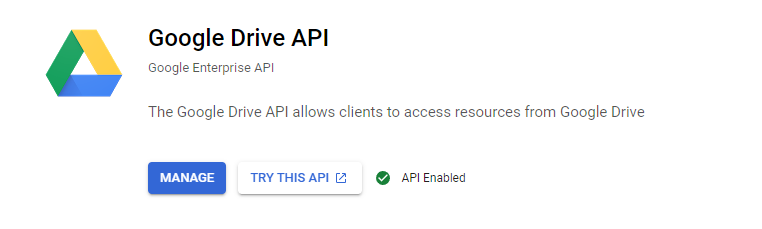 Google Drive API
Google Enterprise API
The Google Drive API allows clients to access resources from Google Drive
MANAGE
TRY THIS API
API Enabled